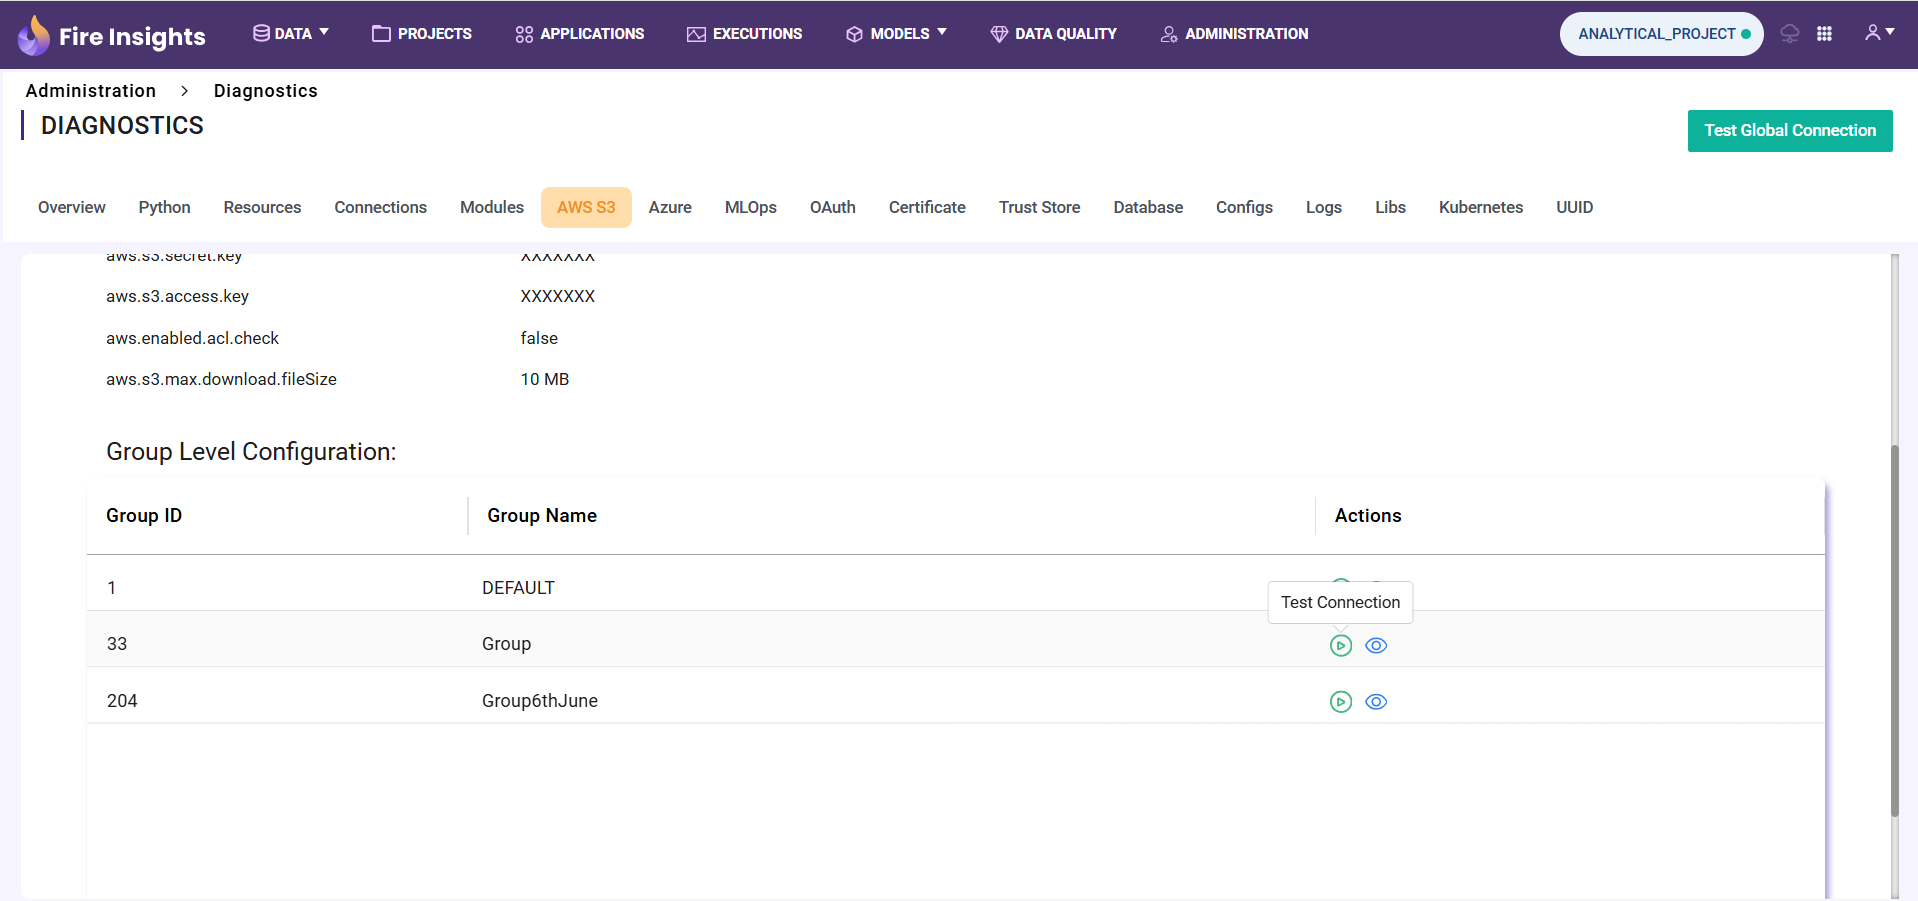 Fire Insights
DATA
PROJECTS
APPLICATIONS
EXECUTIONS
MODELS
DATA QUALITY
ADMINISTRATION
ANALYTICAL_PROJECT
Administration > Diagnostics
DIAGNOSTICS
Test Global Connection
Overview Python Resources Connections Modules AWS S3 Azure MLOps OAuth Certificate Trust Store Database Configs Logs Libs Kubernetes UUID
aws.s3.secret.key XXXXXXX
aws.s3.access.key XXXXXXX
aws.enabled.acl.check false
aws.s3.max.download.fileSize 10 MB
Group Level Configuration:
Group ID Group Name Actions
1 DEFAULT
Test Connection
33 Group
204 Group6thJune